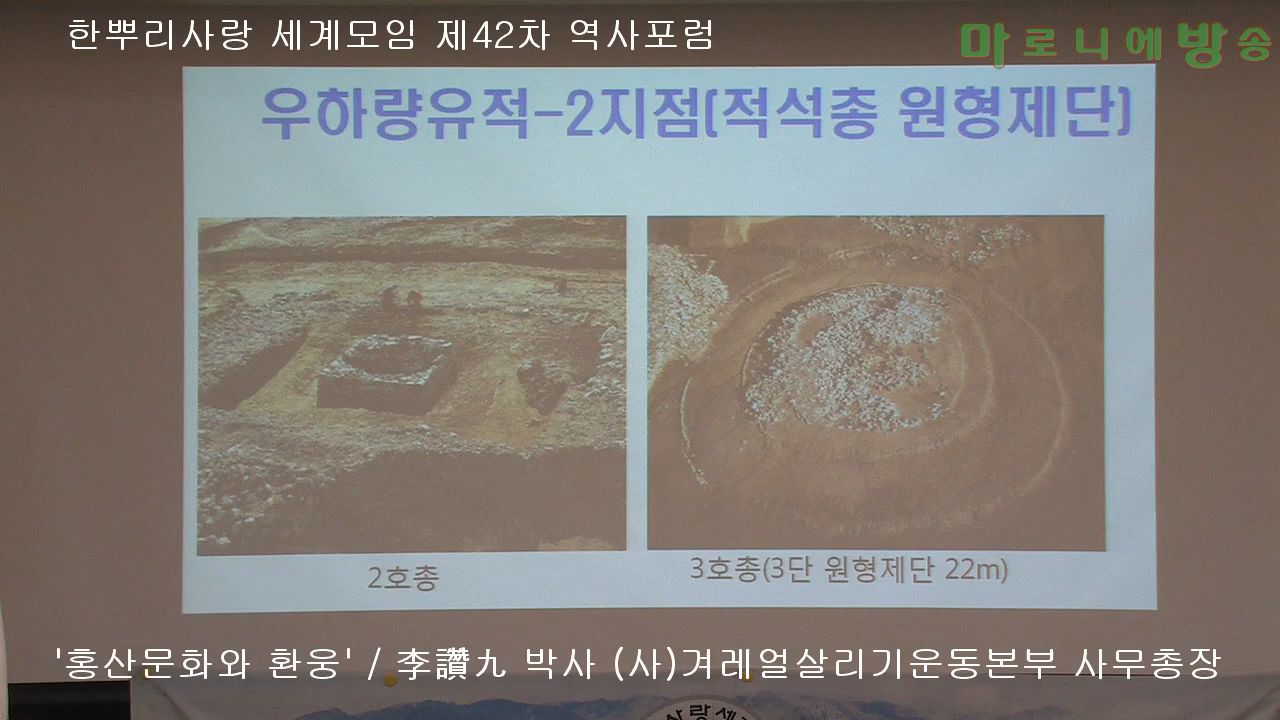 한뿌리사랑 세계모임 제42차 역사포럼
마로니에방송
우하량유적-2지점(적석총 원형제단)
2호총
3호총(3단 원형제단 22m)
'홍산문화와 환웅' / 李讚九 박사 (사)겨레얼살리기운동본부 사무총장
사랑세